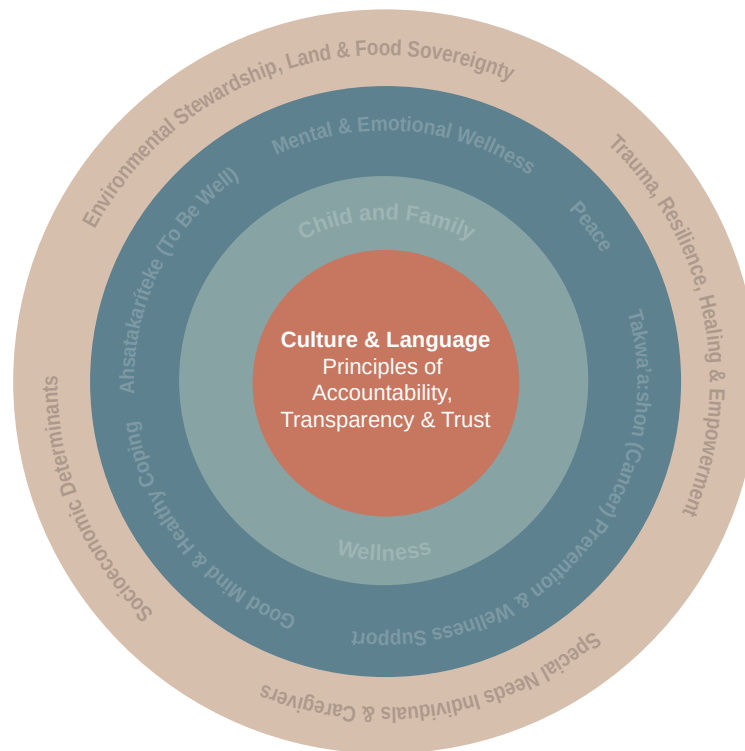 Environmental Stewardship, Land & Food Sovereignty
Trauma, Resilience, Healing & Empowerment
Special Needs Individuals & Caregivers
Socioeconomic Determinants
Mental & Emotional Wellness
Peace
Takwa’a:shon (Cancer) Prevention & Wellness Support
Good Mind & Healthy Coping
Ahsatakaríteke (To Be Well)
Child and Family
Wellness
Culture & Language
Principles of
Accountability,
Transparency & Trust